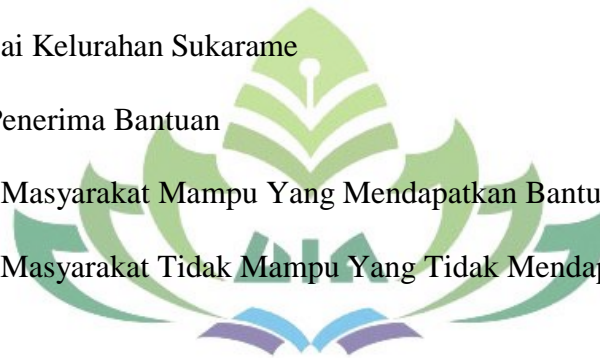 ai Kelurahan Sukarame
Penerima Bantuan
Masyarakat Mampu Yang Mendapatkan Bantu
Masyarakat Tidak Mampu Yang Tidak Mendap